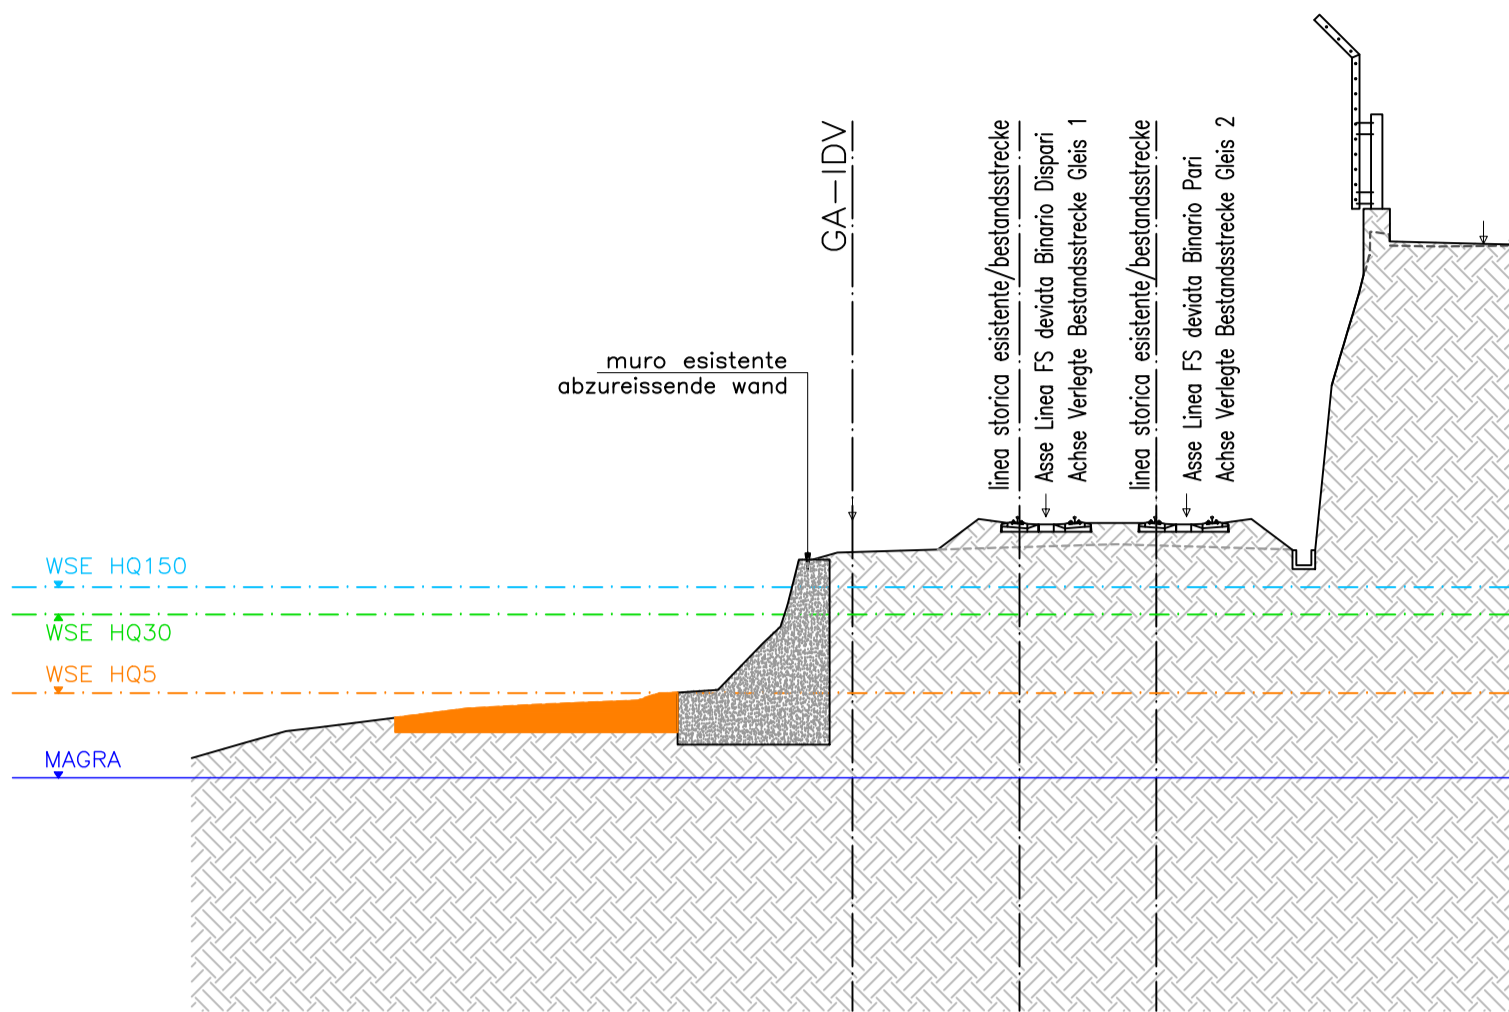 GA-IDV
linea storica esistente/bestandsstrecke
Asse Linea FS deviata Binario Dispari
Achse Verlegte Bestandsstrecke Gleis 1
linea storica esistente/bestandsstrecke
Asse Linea FS deviata Binario Pari
Achse Verlegte Bestandsstrecke Gleis 2
muro esistente
abzureissende wand
WSE HQ150
WSE HQ30
WSE HQ5
MAGRA